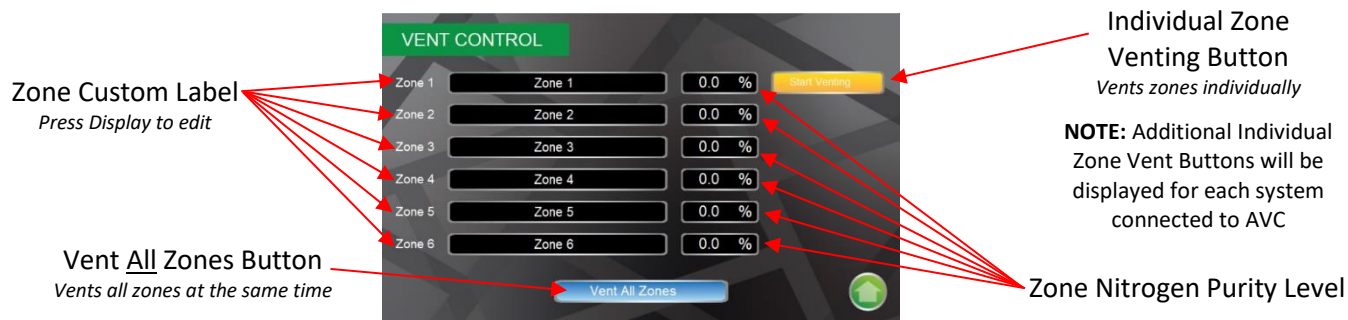 VENT CONTROL
Zone 1 Zone 1 0.0 % Start Venting
Zone 2 Zone 2 0.0 %
Zone 3 Zone 3 0.0 %
Zone 4 Zone 4 0.0 %
Zone 5 Zone 5 0.0 %
Zone 6 Zone 6 0.0 %
Vent All Zones
Zone Custom Label
Press Display to edit
Vent All Zones Button
Vents all zones at the same time
Individual Zone
Venting Button
Vents zones individually
NOTE: Additional Individual
Zone Vent Buttons will be
displayed for each system
connected to AVC
Zone Nitrogen Purity Level